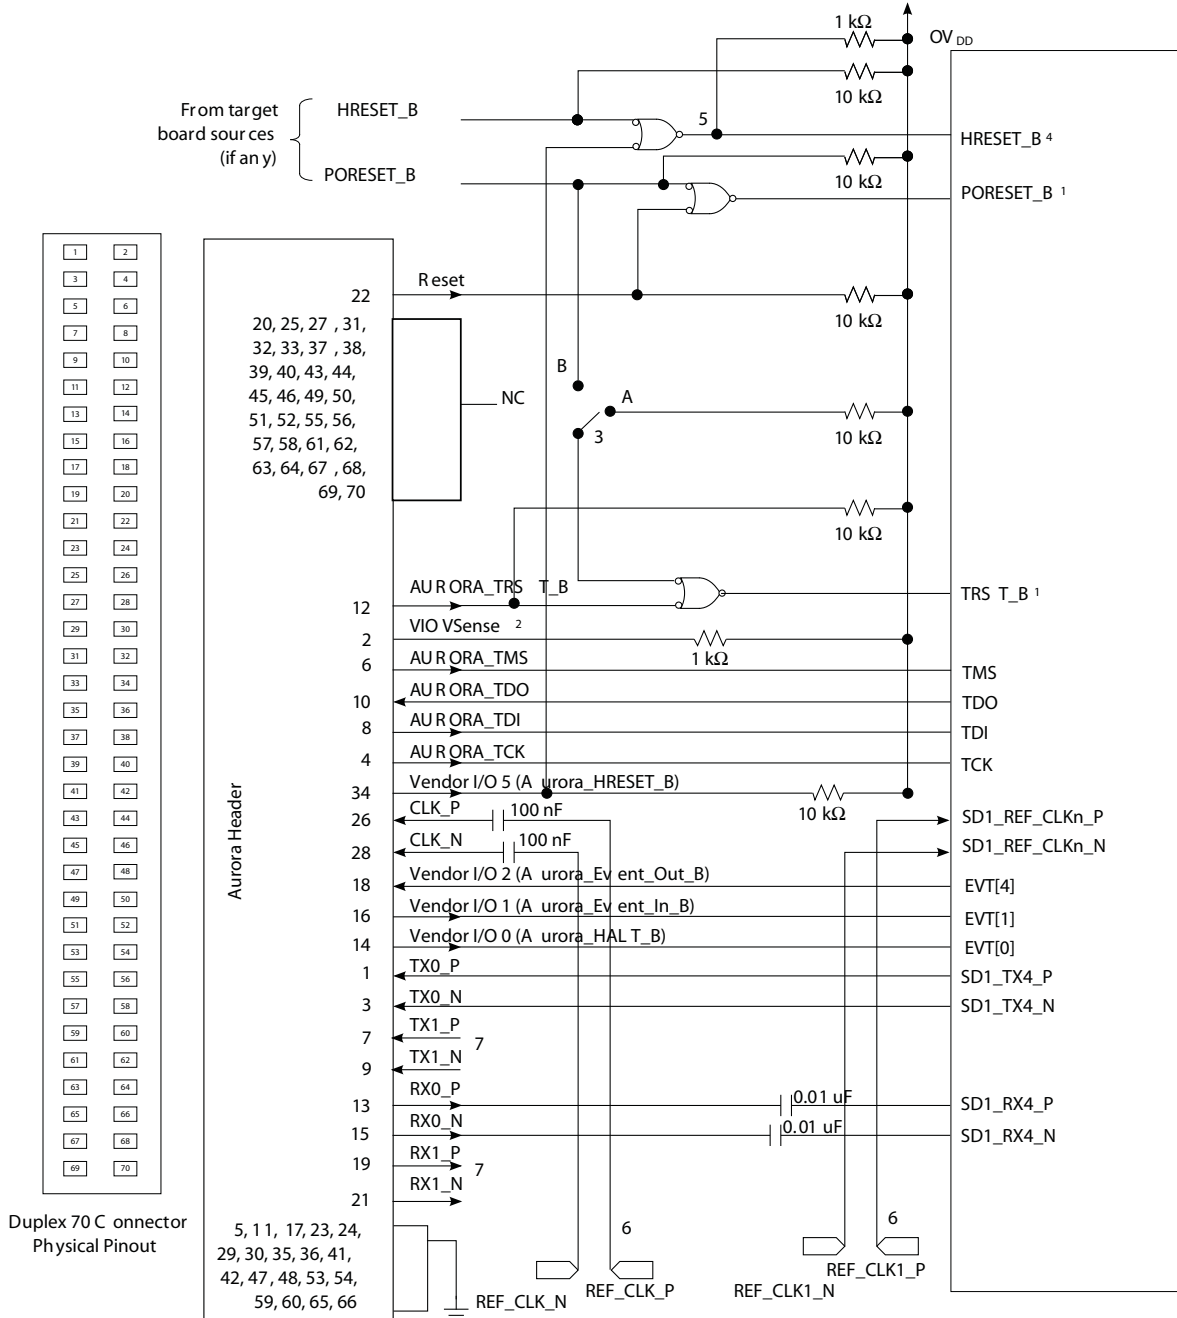 1 kΩ
OV DD
10 kΩ
From target
board sources
(if any)
HRESET_B
5
HRESET_B 4
PORESET_B
10 kΩ
PORESET_B 1
1 2
3 4
5 6
7 8
9 10
11 12
13 14
15 16
17 18
19 20
21 22
23 24
25 26
27 28
29 30
31 32
33 34
35 36
37 38
39 40
41 42
43 44
45 46
47 48
49 50
51 52
53 54
55 56
57 58
59 60
61 62
63 64
65 66
67 68
69 70
Duplex 70 Connector
Physical Pinout
Aurora Header
22
Reset
10 kΩ
20, 25, 27, 31,
32, 33, 37, 38,
39, 40, 43, 44,
45, 46, 49, 50,
51, 52, 55, 56,
57, 58, 61, 62,
63, 64, 67, 68,
69, 70
NC
B
A
3
10 kΩ
10 kΩ
12
AURORA_TRST_B
TRST_B 1
2
VIO VSense 2
1 kΩ
6
AURORA_TMS
TMS
10
AURORA_TDO
TDO
8
AURORA_TDI
TDI
4
AURORA_TCK
TCK
34
Vendor I/O 5 (Aurora_HRESET_B)
10 kΩ
26
CLK_P
100 nF
SD1_REF_CLKn_P
28
CLK_N
100 nF
SD1_REF_CLKn_N
18
Vendor I/O 2 (Aurora_Event_Out_B)
EVT[4]
16
Vendor I/O 1 (Aurora_Event_In_B)
EVT[1]
14
Vendor I/O 0 (Aurora_HALT_B)
EVT[0]
1
TX0_P
SD1_TX4_P
3
TX0_N
SD1_TX4_N
7
TX1_P
7
9
TX1_N
13
RX0_P
0.01 uF
SD1_RX4_P
15
RX0_N
0.01 uF
SD1_RX4_N
19
RX1_P
7
21
RX1_N
5, 11, 17, 23, 24,
29, 30, 35, 36, 41,
42, 47, 48, 53, 54,
59, 60, 65, 66
6
REF_CLK_N
REF_CLK_P
6
REF_CLK1_N
REF_CLK1_P